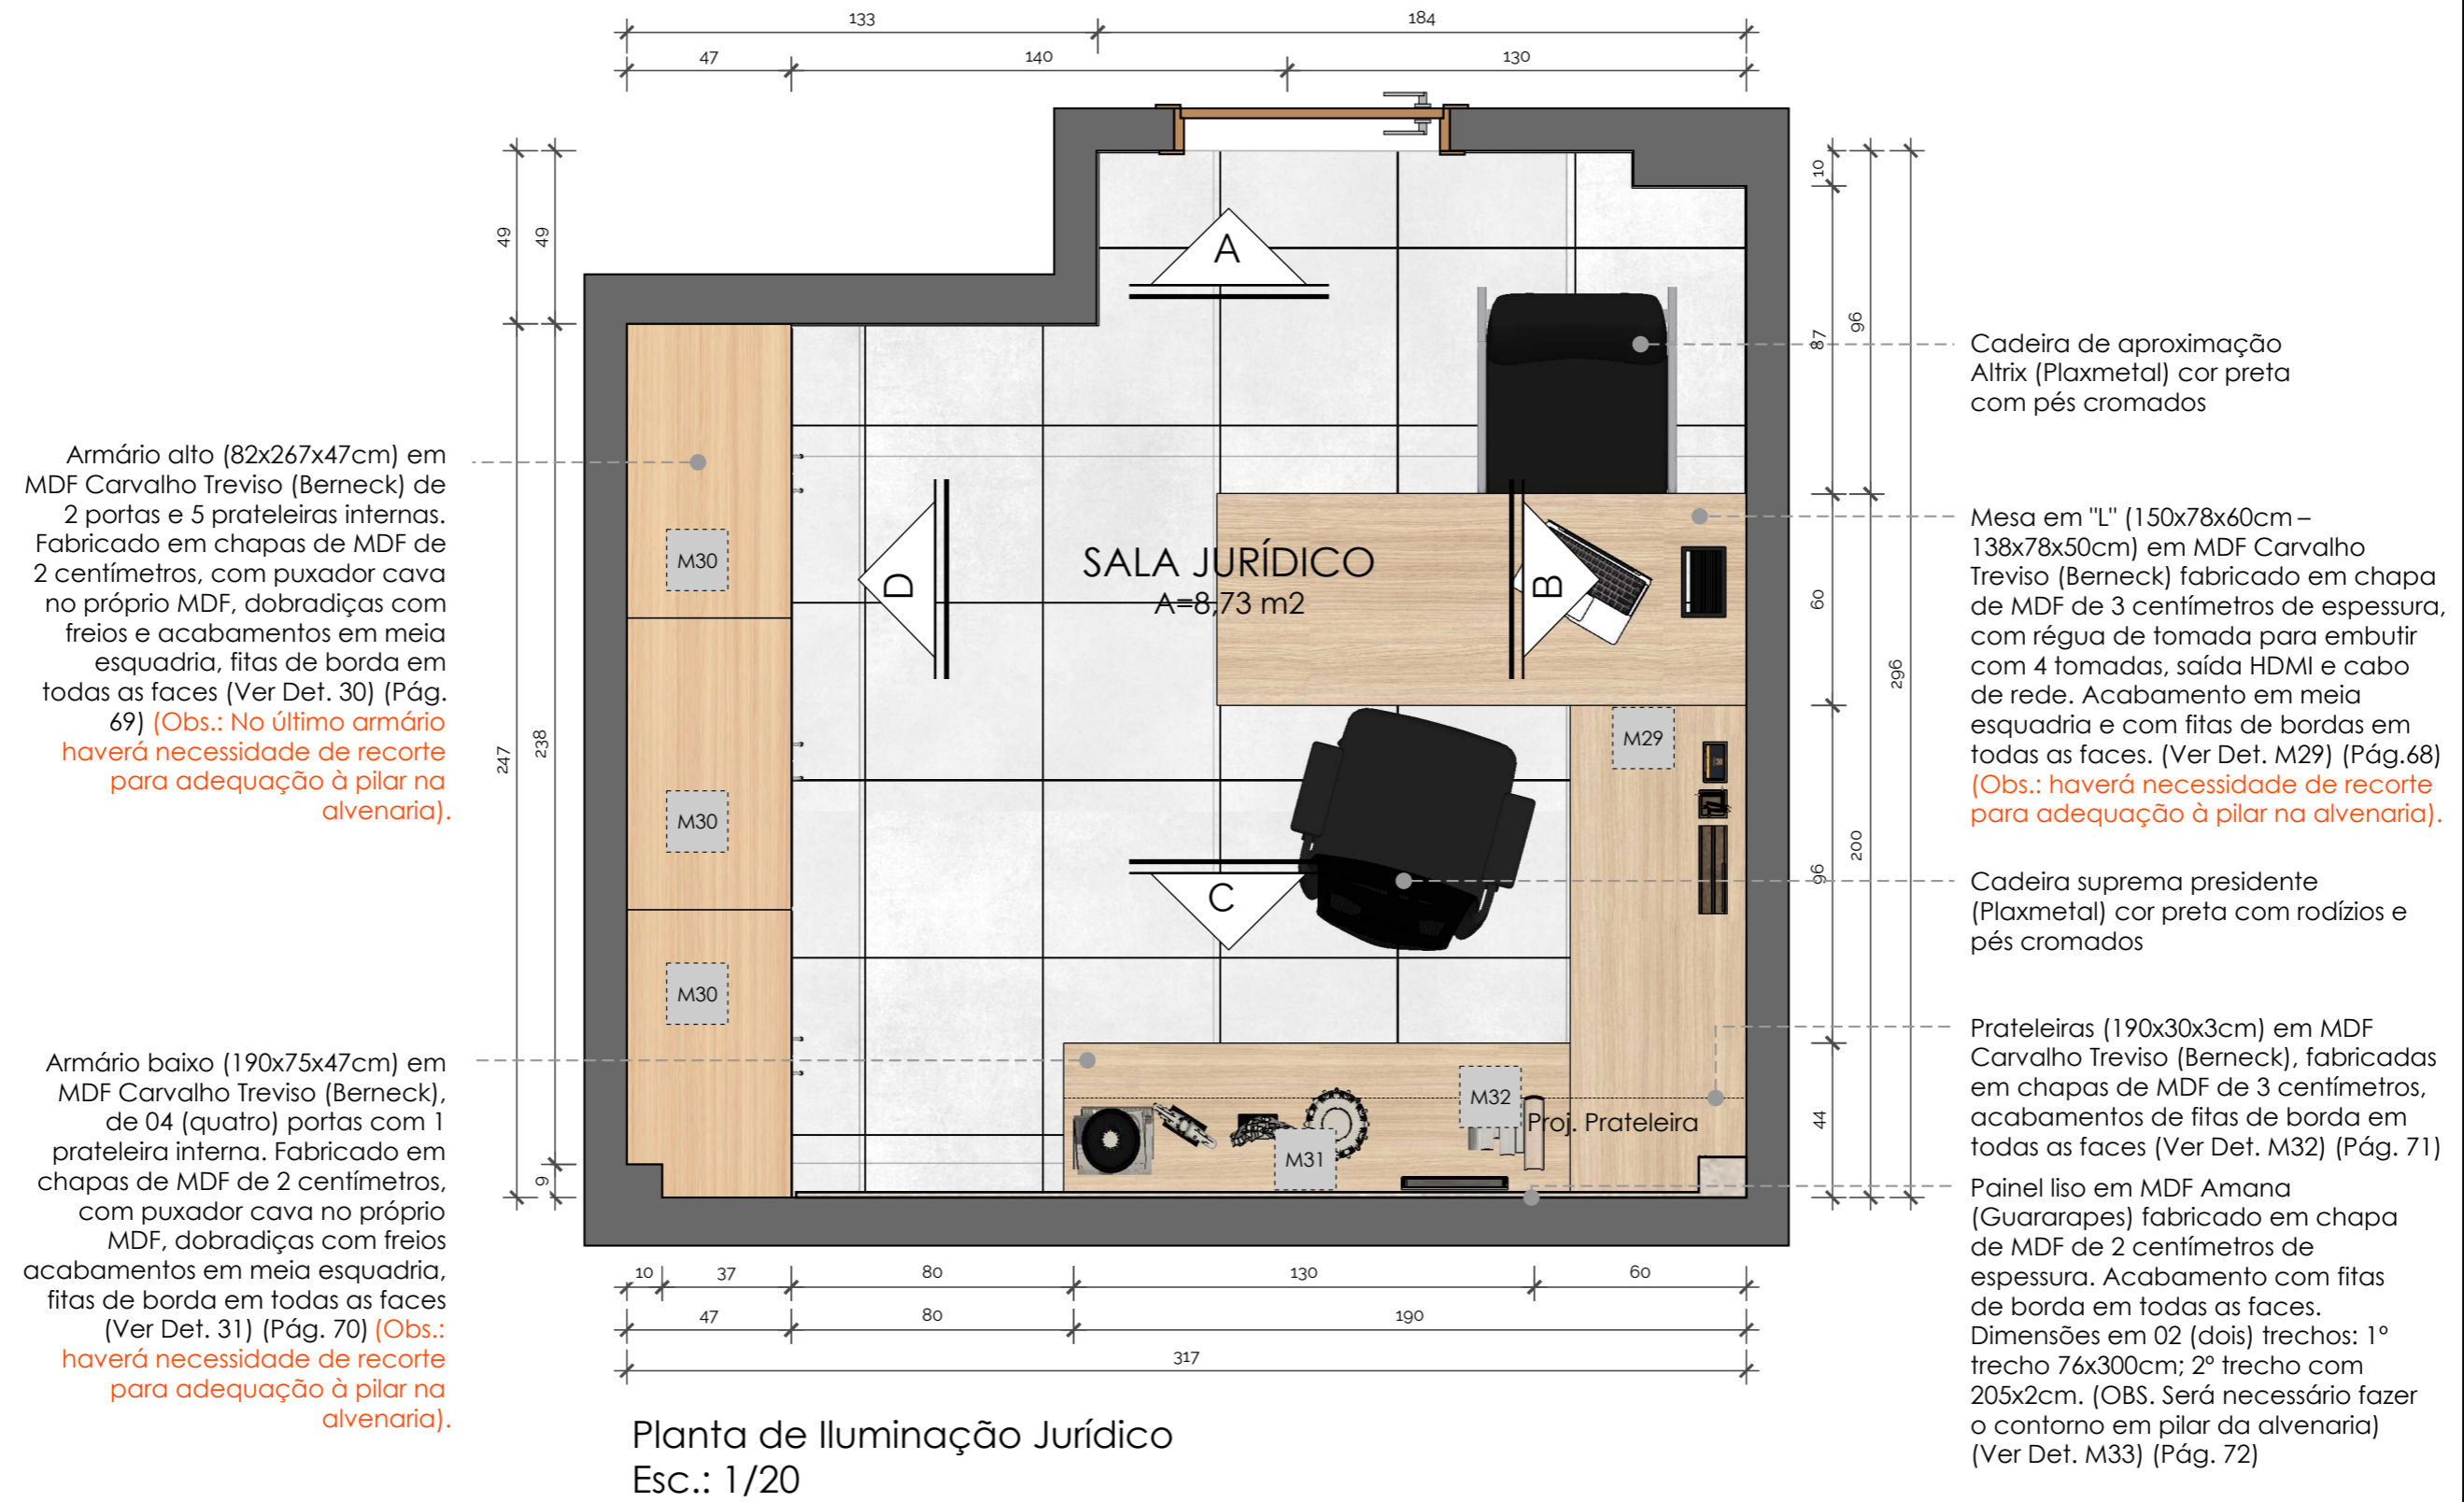 133
184
47
140
130
49
49
247
238
9
Armário alto (82x267x47cm) em
MDF Carvalho Treviso (Berneck) de
2 portas e 5 prateleiras internas.
Fabricado em chapas de MDF de
2 centímetros, com puxador cava
no próprio MDF, dobradiças com
freios e acabamentos em meia
esquadria, fitas de borda em
todas as faces (Ver Det. 30) (Pág.
69) (Obs.: No último armário
haverá necessidade de recorte
para adequação à pilar na
alvenaria).
Armário baixo (190x75x47cm) em
MDF Carvalho Treviso (Berneck),
de 04 (quatro) portas com 1
prateleira interna. Fabricado em
chapas de MDF de 2 centímetros,
com puxador cava no próprio
MDF, dobradiças com freios
acabamentos em meia esquadria,
fitas de borda em todas as faces
(Ver Det. 31) (Pág. 70) (Obs.:
haverá necessidade de recorte
para adequação à pilar na
alvenaria).
A
SALA JURÍDICO
A=8,73 m2
D
B
C
M30
M30
M30
M29
M32
Proj. Prateleira
M31
10
87
96
60
296
200
96
44
Cadeira de aproximação
Altrix (Plaxmetal) cor preta
com pés cromados
Mesa em "L" (150x78x60cm –
138x78x50cm) em MDF Carvalho
Treviso (Berneck) fabricado em chapa
de MDF de 3 centímetros de espessura,
com régua de tomada para embutir
com 4 tomadas, saída HDMI e cabo
de rede. Acabamento em meia
esquadria e com fitas de bordas em
todas as faces. (Ver Det. M29) (Pág.68)
(Obs.: haverá necessidade de recorte
para adequação à pilar na alvenaria).
Cadeira suprema presidente
(Plaxmetal) cor preta com rodízios e
pés cromados
Prateleiras (190x30x3cm) em MDF
Carvalho Treviso (Berneck), fabricadas
em chapas de MDF de 3 centímetros,
acabamentos de fitas de borda em
todas as faces (Ver Det. M32) (Pág. 71)
Painel liso em MDF Amana
(Guararapes) fabricado em chapa
de MDF de 2 centímetros de
espessura. Acabamento com fitas
de borda em todas as faces.
Dimensões em 02 (dois) trechos: 1º
trecho 76x300cm; 2º trecho com
205x2cm. (OBS. Será necessário fazer
o contorno em pilar da alvenaria)
(Ver Det. M33) (Pág. 72)
10
37
80
130
60
47
80
190
317
Planta de Iluminação Jurídico
Esc.: 1/20